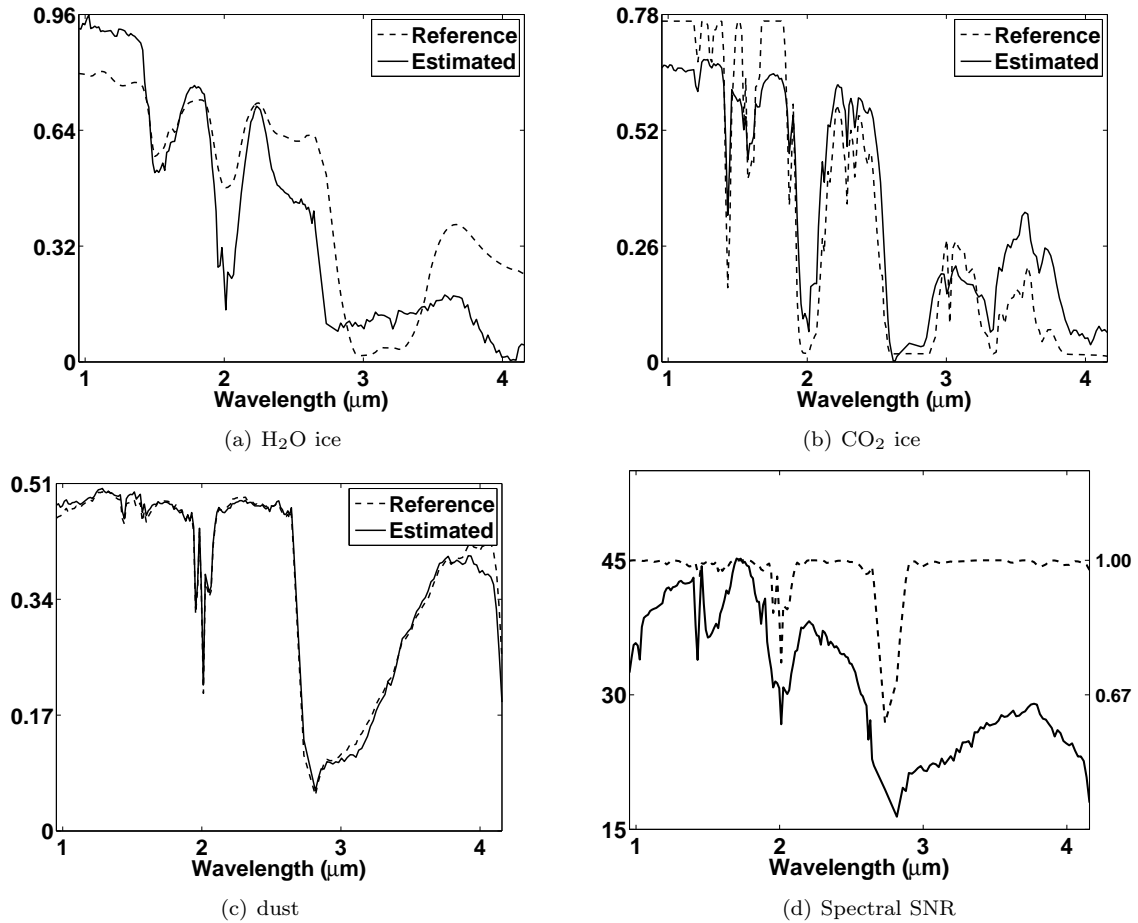 0.96
0.64
0.32
0
1
2
3
4
Reference
Estimated
Wavelength (μm)
(a) H₂O ice
0.78
0.52
0.26
0
1
2
3
4
Reference
Estimated
Wavelength (μm)
(b) CO₂ ice
0.51
0.34
0.17
0
1
2
3
4
Reference
Estimated
Wavelength (μm)
(c) dust
45
30
15
1.00
0.67
1
2
3
4
Wavelength (μm)
(d) Spectral SNR